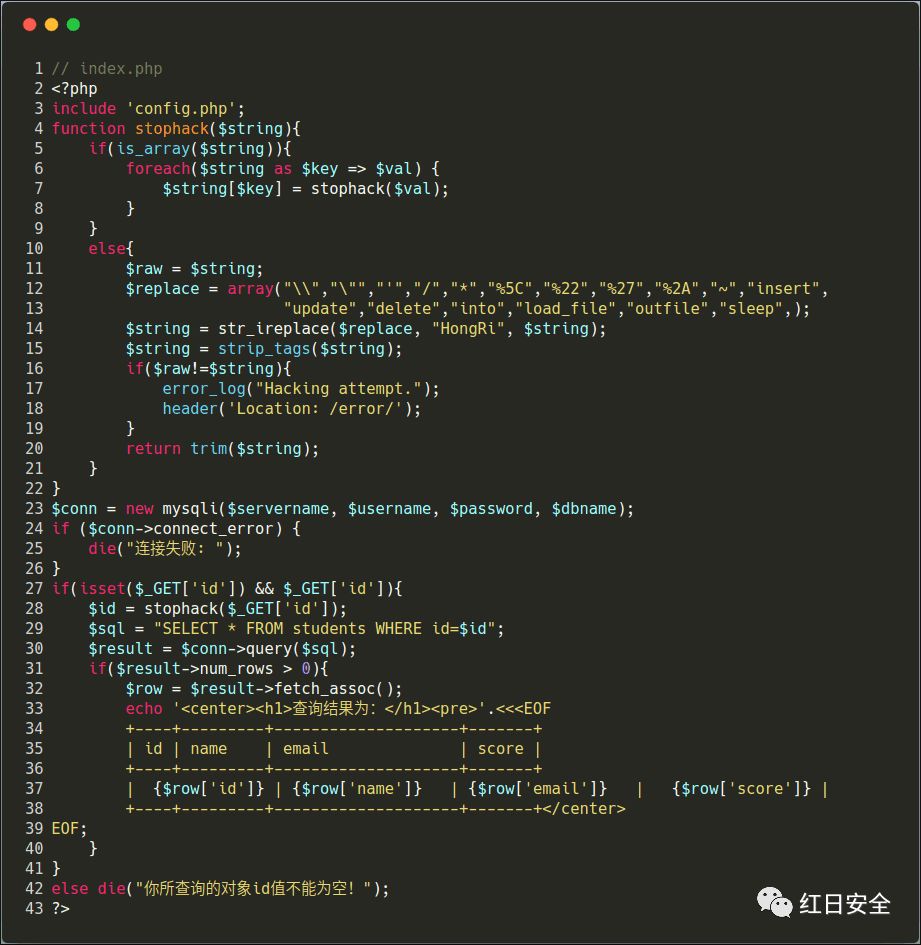 1 // index.php
2 <?php
3 include 'config.php';
4 function stophack($string){
5     if(is_array($string)){
6         foreach($string as $key => $val) {
7             $string[$key] = stophack($val);
8         }
9     }
10     else{
11         $raw = $string;
12         $replace = array("\\","\"","'","/","*","%5C","%22","%27","%2A","~","insert",
13                          "update","delete","into","load_file","outfile","sleep",);
14         $string = str_ireplace($replace, "HongRi", $string);
15         $string = strip_tags($string);
16         if($raw!=$string){
17             error_log("Hacking attempt.");
18             header('Location: /error/');
19         }
20         return trim($string);
21     }
22 }
23 $conn = new mysqli($servername, $username, $password, $dbname);
24 if ($conn->connect_error) {
25     die("连接失败: ");
26 }
27 if(isset($_GET['id']) && $_GET['id']){
28     $id = stophack($_GET['id']);
29     $sql = "SELECT * FROM students WHERE id=$id";
30     $result = $conn->query($sql);
31     if($result->num_rows > 0){
32         $row = $result->fetch_assoc();
33         echo '<center><h1>查询结果为：</h1><pre>'.<<<EOF
34         +----+---------+--------------------+-------+
35         | id | name    | email              | score |
36         +----+---------+--------------------+-------+
37         |  {$row['id']} | {$row['name']}   | {$row['email']}   |   {$row['score']} |
38         +----+---------+--------------------+-------+</center>
39 EOF;
40     }
41 }
42 else die("你所查询的对象id值不能为空！");
43 ?>
红日安全